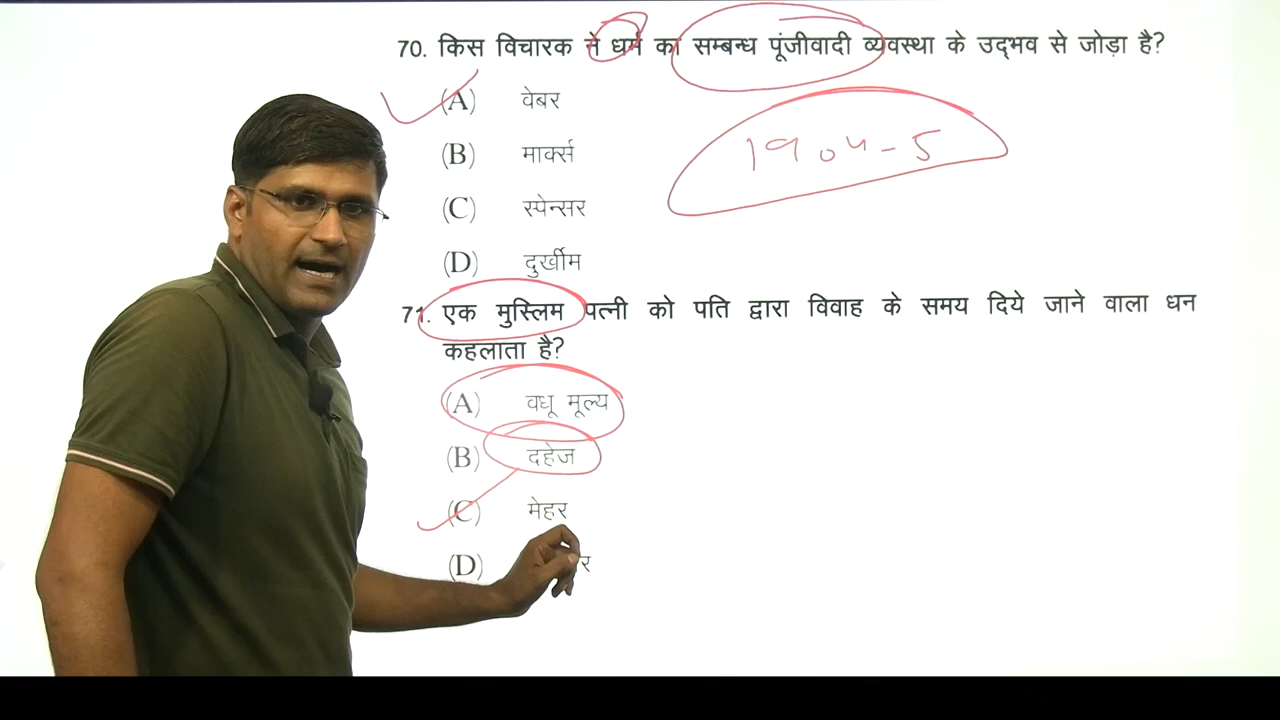 70. किस विचारक ने धर्म का सम्बन्ध पूंजीवादी व्यवस्था के उद्भव से जोड़ा है?
(A) वेबर
1904-5
(B) मार्क्स
(C) स्पेन्सर
(D) दुर्खीम
71. एक मुस्लिम पत्नी को पति द्वारा विवाह के समय दिये जाने वाला धन
कहलाता है?
(A) वधू मूल्य
(B) दहेज
(C) मेहर
(D)